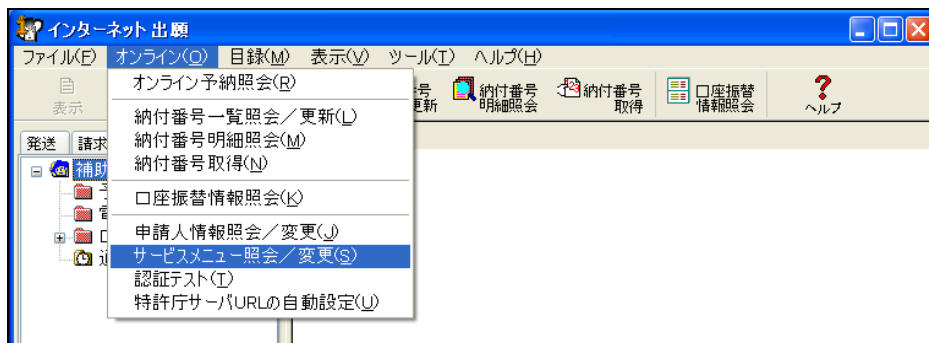 インターネット出願
ファイル(F) オンライン(O) 目録(M) 表示(V) ツール(T) ヘルプ(H)
表示
号
更新
納付番号
明細照会
納付番号
取得
口座振替
情報照会
ヘルプ
発送 請求
補助
オンライン予納照会(R)
納付番号一覧照会／更新(L)
納付番号明細照会(M)
納付番号取得(N)
口座振替情報照会(K)
申請人情報照会／変更(J)
サービスメニュー照会／変更(S)
認証テスト(T)
特許庁サーバURLの自動設定(U)